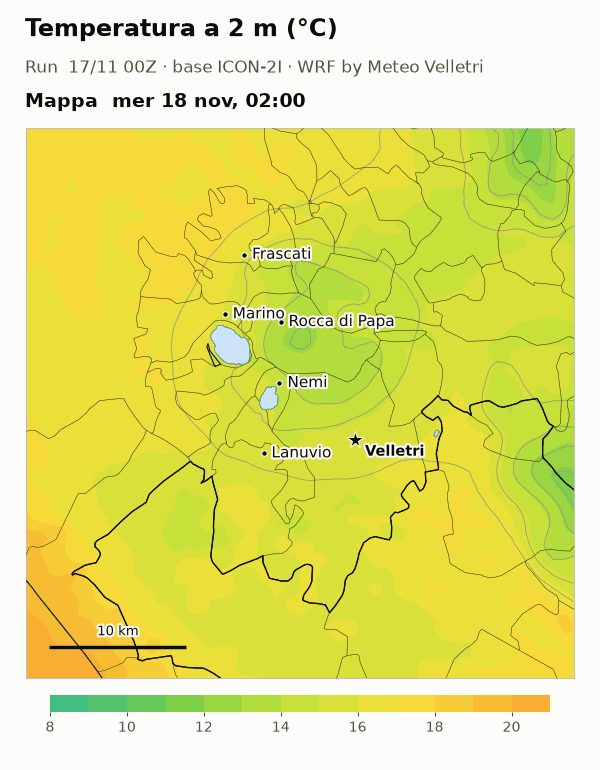 Temperatura a 2 m (°C)
Run  17/11 00Z · base ICON-2I · WRF by Meteo Velletri
Mappa  mer 18 nov, 02:00
Frascati
Marino
Rocca di Papa
Nemi
Velletri
Lanuvio
10 km
8 10 12 14 16 18 20